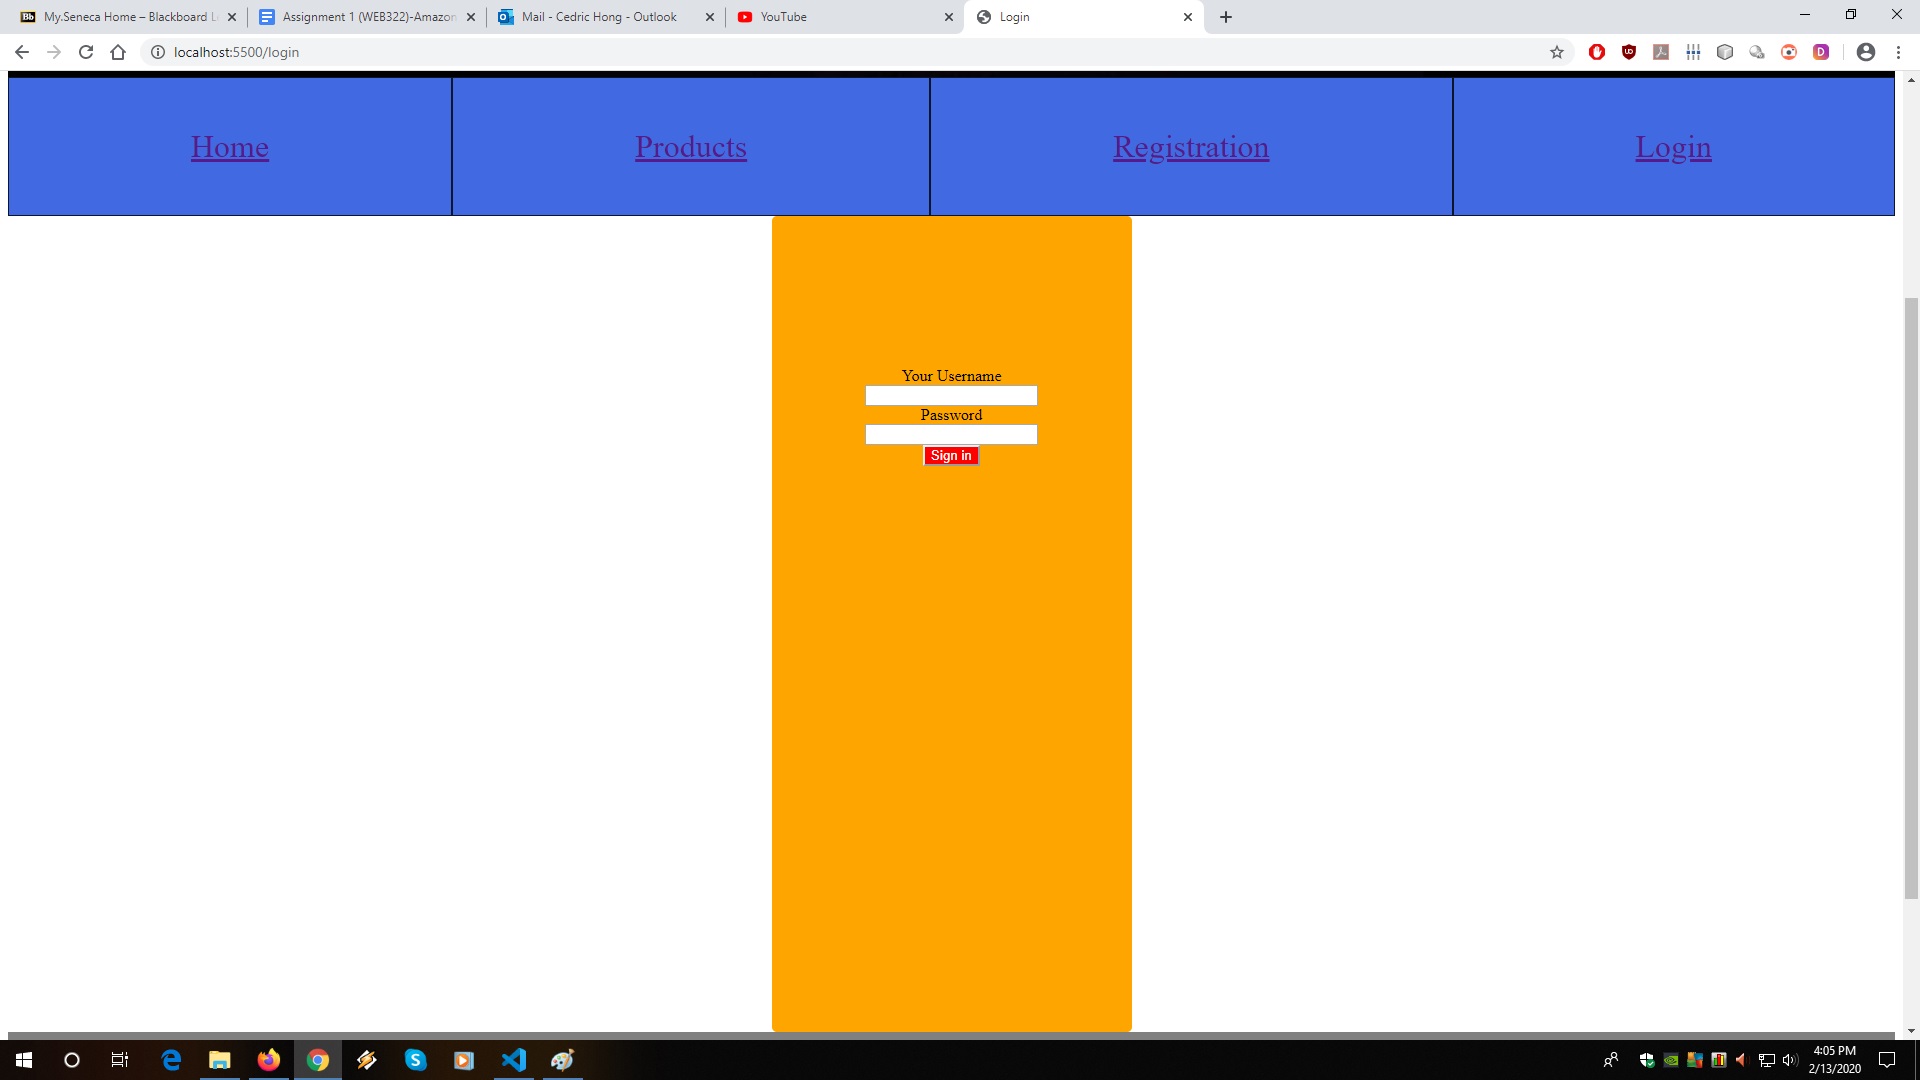 My.Seneca Home – Blackboard L
Assignment 1 (WEB322)-Amazon
Mail - Cedric Hong - Outlook
YouTube
Login
localhost:5500/login
Home
Products
Registration
Login
Your Username
Password
Sign in
4:05 PM
2/13/2020